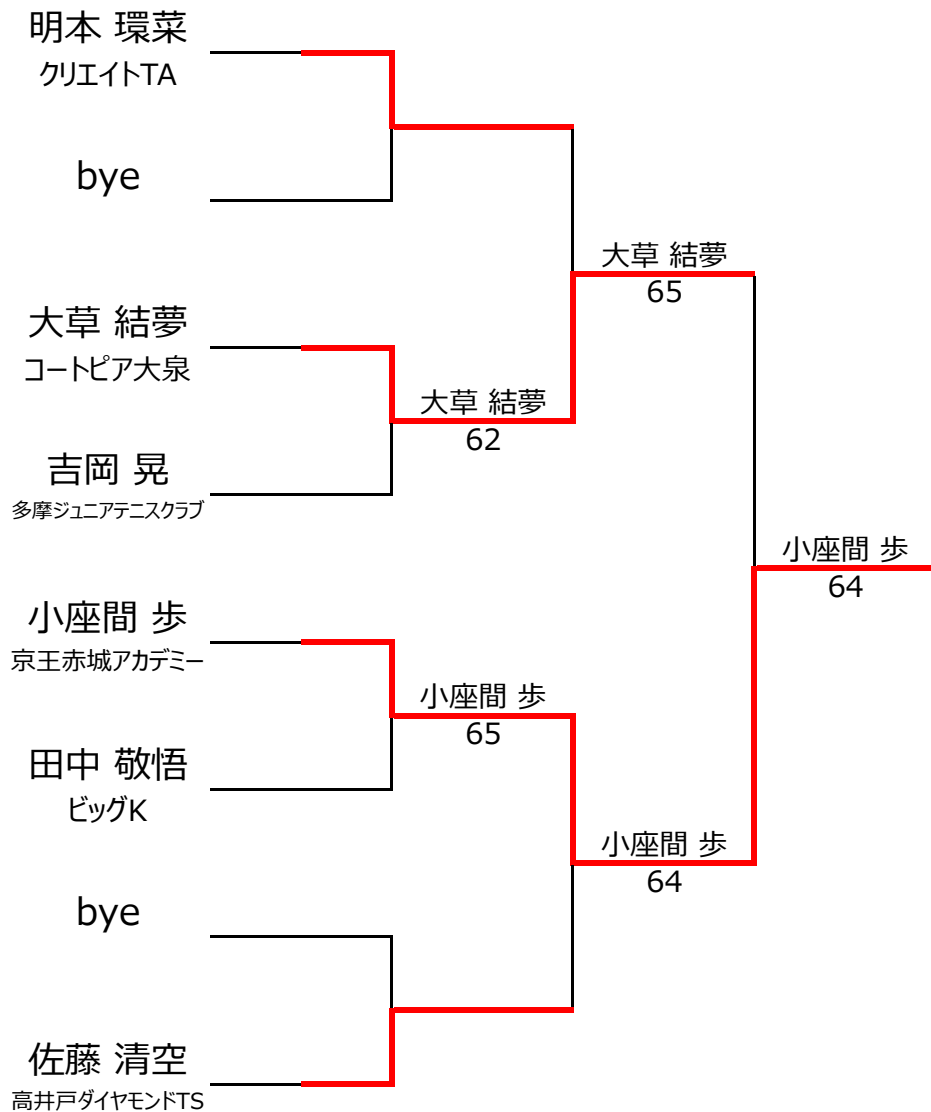 明本 環菜
クリエイトTA
bye
大草 結夢
65
大草 結夢
コートピア大泉
大草 結夢
62
吉岡 晃
多摩ジュニアテニスクラブ
小座間 歩
64
小座間 歩
京王赤城アカデミー
小座間 歩
65
田中 敬悟
ビッグK
小座間 歩
64
bye
佐藤 清空
高井戸ダイヤモンドTS